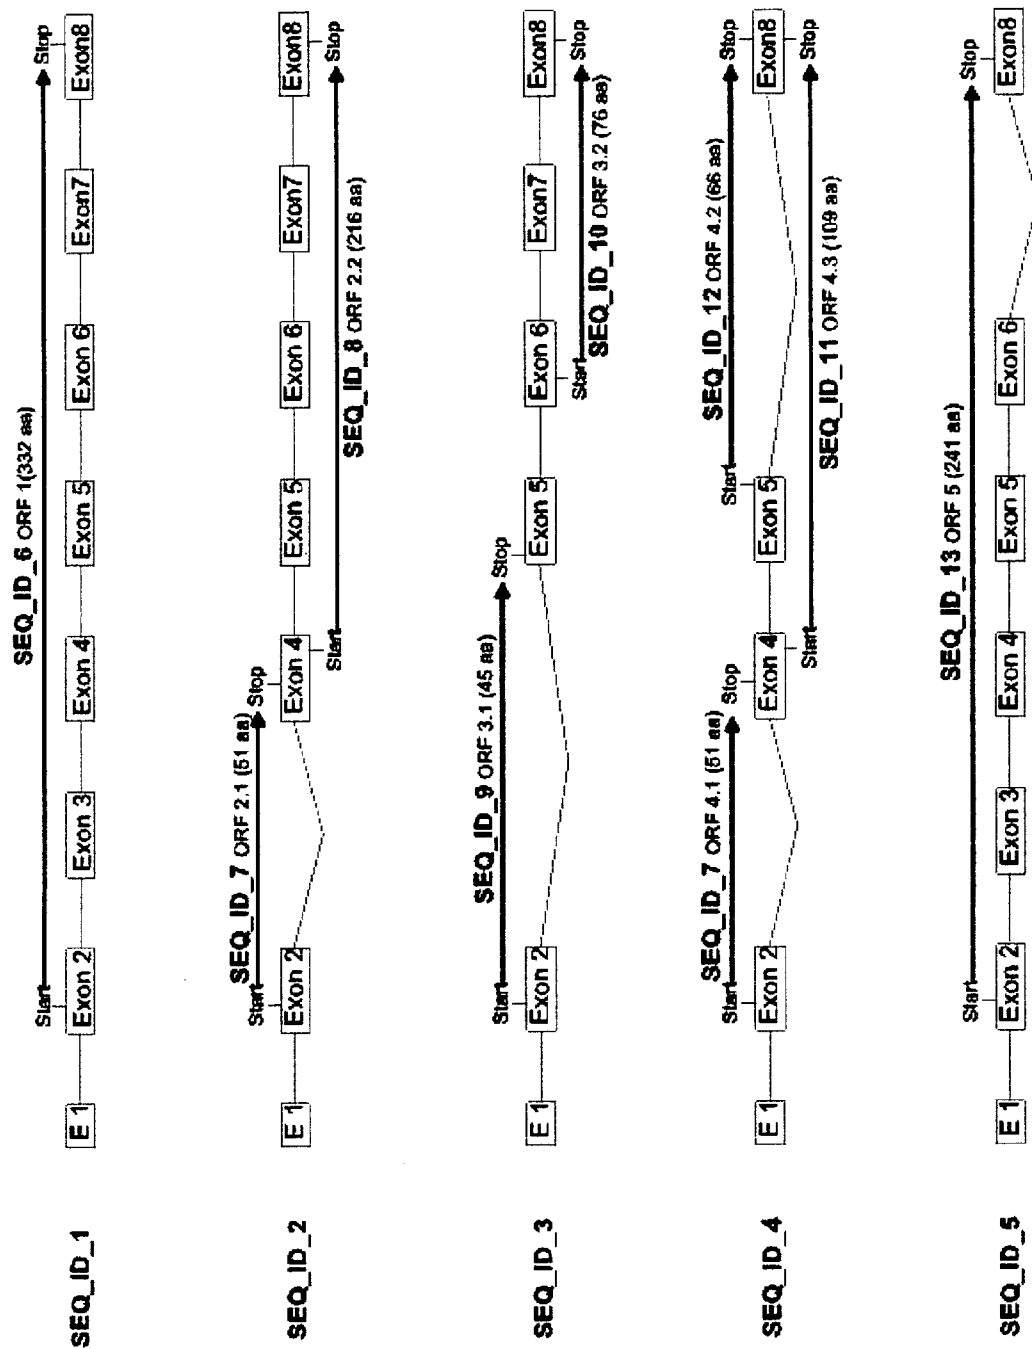 SEQ_ID_6 ORF 1(332 aa)
Start
Stop
SEQ_ID_1
E 1
Exon 2
Exon 3
Exon 4
Exon 5
Exon 6
Exon7
Exon8
SEQ_ID_7 ORF 2.1 (51 aa)
Start
Stop
SEQ_ID_2
E 1
Exon 2
Exon 4
Exon 5
Exon 6
Exon7
Exon8
Start
Stop
SEQ_ID_8 ORF 2.2 (216 aa)
SEQ_ID_9 ORF 3.1 (45 aa)
Start
Stop
SEQ_ID_3
E 1
Exon 2
Exon 5
Exon 6
Exon7
Exon8
Start
Stop
SEQ_ID_10 ORF 3.2 (76 aa)
SEQ_ID_7 ORF 4.1 (51 aa)
SEQ_ID_12 ORF 4.2 (66 aa)
Start
Stop
Start
Stop
SEQ_ID_4
E 1
Exon 2
Exon 4
Exon 5
Exon8
Start
Stop
SEQ_ID_11 ORF 4.3 (109 aa)
SEQ_ID_13 ORF 5 (241 aa)
Start
Stop
SEQ_ID_5
E 1
Exon 2
Exon 3
Exon 4
Exon 5
Exon 6
Exon8